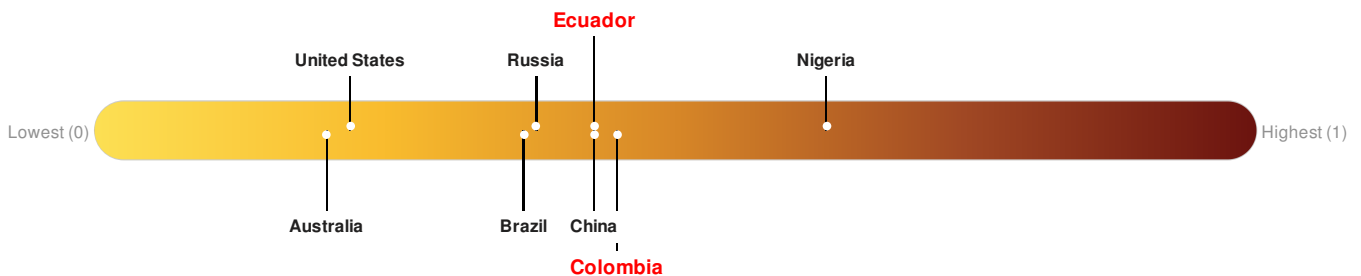 Ecuador
United States
Russia
Nigeria
Lowest (0)
Highest (1)
Australia
Brazil
China
Colombia